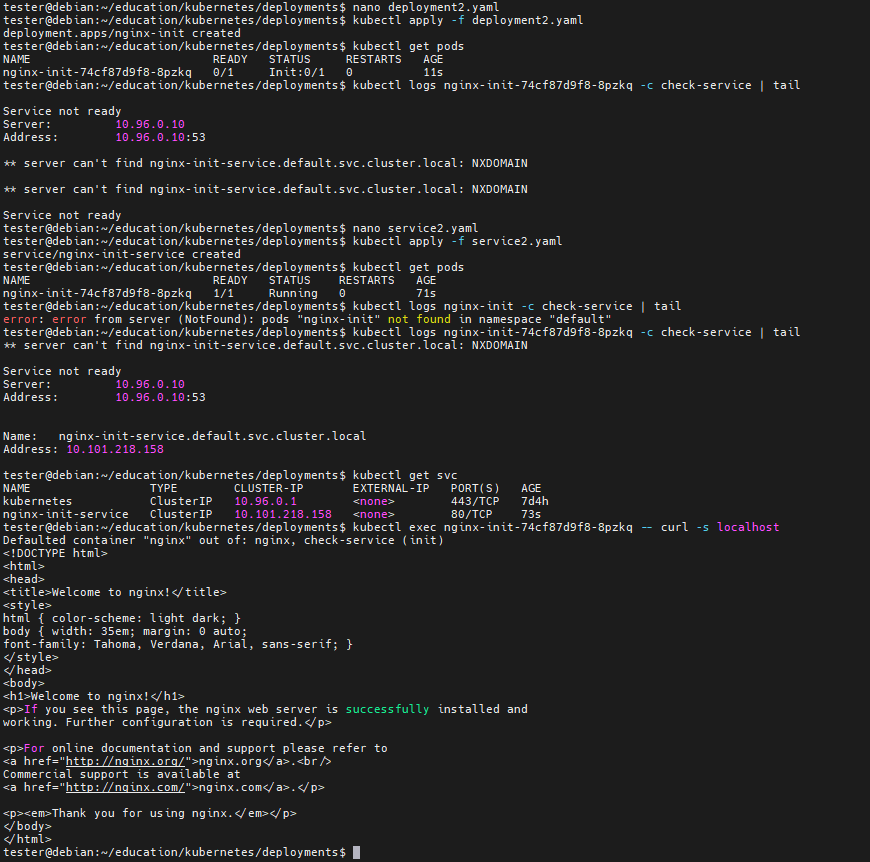 tester@debian:~/education/kubernetes/deployments$ nano deployment2.yaml
tester@debian:~/education/kubernetes/deployments$ kubectl apply -f deployment2.yaml
deployment.apps/nginx-init created
tester@debian:~/education/kubernetes/deployments$ kubectl get pods
NAME READY STATUS RESTARTS AGE
nginx-init-74cf87d9f8-8pzkq 0/1 Init:0/1 0 11s
tester@debian:~/education/kubernetes/deployments$ kubectl logs nginx-init-74cf87d9f8-8pzkq -c check-service | tail
Service not ready
Server: 10.96.0.10
Address: 10.96.0.10:53
** server can't find nginx-init-service.default.svc.cluster.local: NXDOMAIN
** server can't find nginx-init-service.default.svc.cluster.local: NXDOMAIN
Service not ready
tester@debian:~/education/kubernetes/deployments$ nano service2.yaml
tester@debian:~/education/kubernetes/deployments$ kubectl apply -f service2.yaml
service/nginx-init-service created
tester@debian:~/education/kubernetes/deployments$ kubectl get pods
NAME READY STATUS RESTARTS AGE
nginx-init-74cf87d9f8-8pzkq 1/1 Running 0 71s
tester@debian:~/education/kubernetes/deployments$ kubectl logs nginx-init -c check-service | tail
error: error from server (NotFound): pods "nginx-init" not found in namespace "default"
tester@debian:~/education/kubernetes/deployments$ kubectl logs nginx-init-74cf87d9f8-8pzkq -c check-service | tail
** server can't find nginx-init-service.default.svc.cluster.local: NXDOMAIN
Service not ready
Server: 10.96.0.10
Address: 10.96.0.10:53
Name: nginx-init-service.default.svc.cluster.local
Address: 10.101.218.158
tester@debian:~/education/kubernetes/deployments$ kubectl get svc
NAME TYPE CLUSTER-IP EXTERNAL-IP PORT(S) AGE
kubernetes ClusterIP 10.96.0.1 <none> 443/TCP 7d4h
nginx-init-service ClusterIP 10.101.218.158 <none> 80/TCP 73s
tester@debian:~/education/kubernetes/deployments$ kubectl exec nginx-init-74cf87d9f8-8pzkq -- curl -s localhost
Defaulted container "nginx" out of: nginx, check-service (init)
<!DOCTYPE html>
<html>
<head>
<title>Welcome to nginx!</title>
<style>
html { color-scheme: light dark; }
body { width: 35em; margin: 0 auto;
font-family: Tahoma, Verdana, Arial, sans-serif; }
</style>
</head>
<body>
<h1>Welcome to nginx!</h1>
<p>If you see this page, the nginx web server is successfully installed and
working. Further configuration is required.</p>
<p>For online documentation and support please refer to
<a href="http://nginx.org/">nginx.org</a>.<br/>
Commercial support is available at
<a href="http://nginx.com/">nginx.com</a>.</p>
<p><em>Thank you for using nginx.</em></p>
</body>
</html>
tester@debian:~/education/kubernetes/deployments$